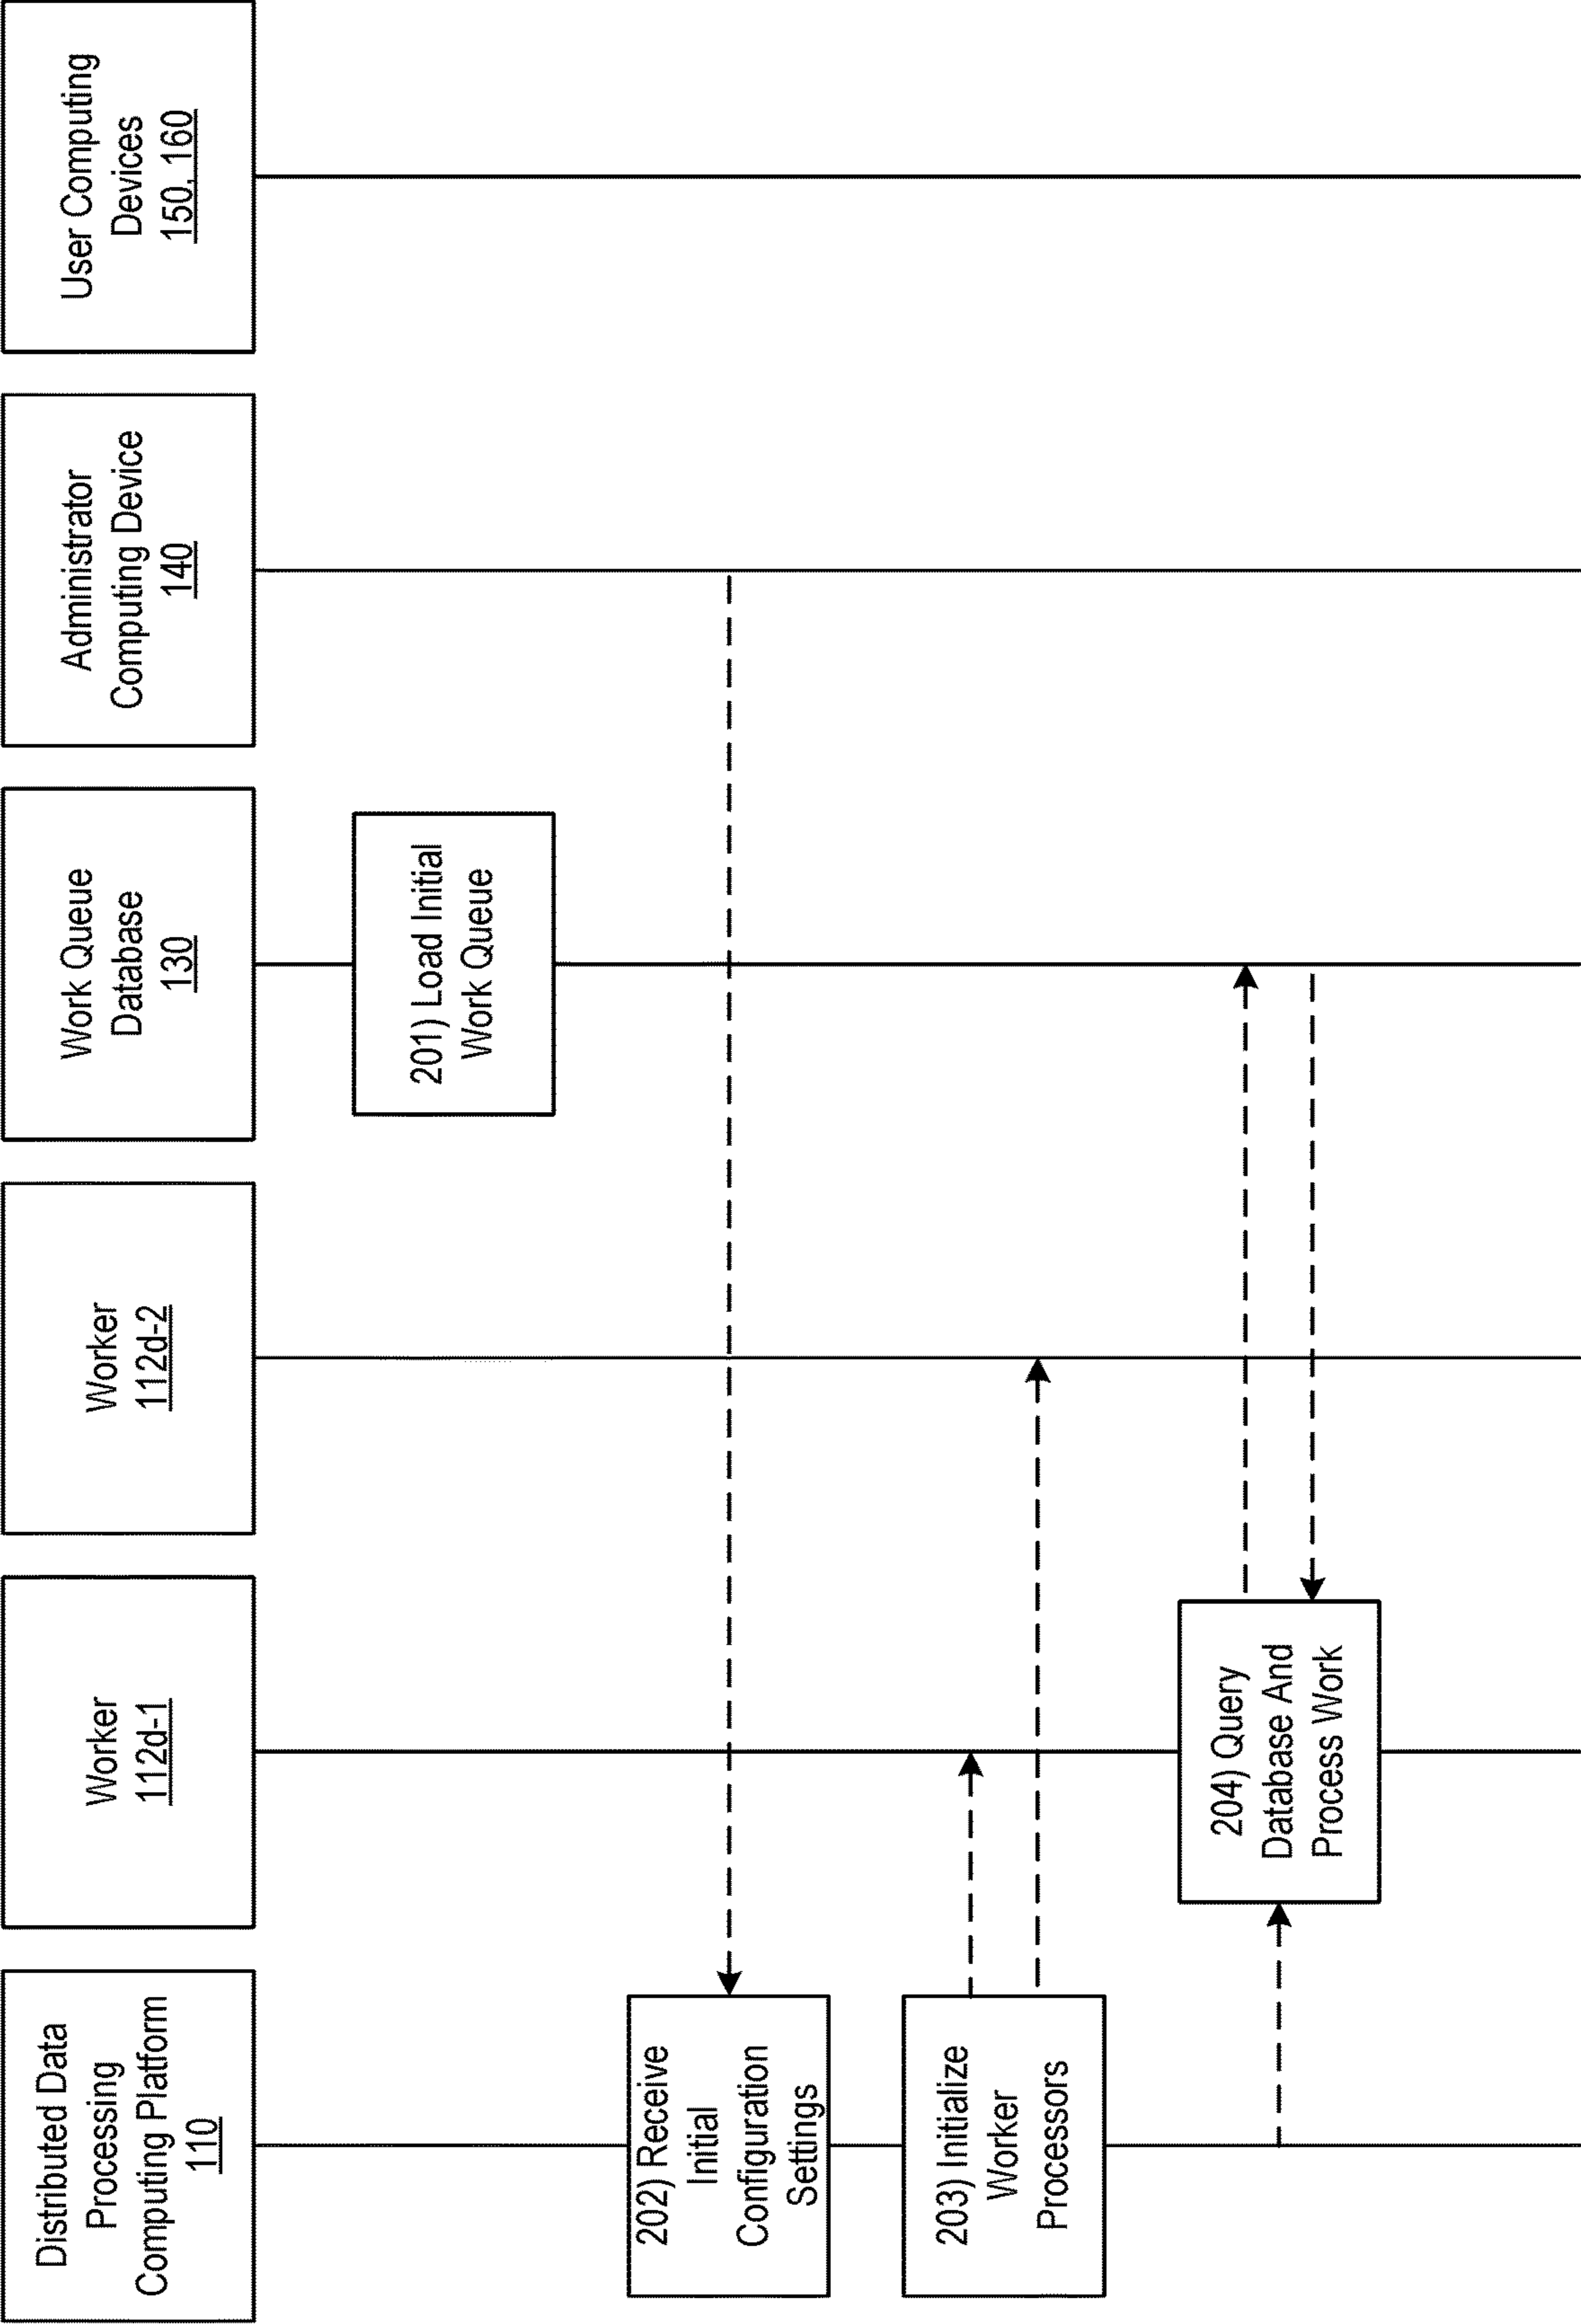 Distributed Data
Processing
Computing Platform
110
Worker
112d-1
Worker
112d-2
Work Queue
Database
130
Administrator
Computing Device
140
User Computing
Devices
150, 160
201) Load Initial
Work Queue
202) Receive
Initial
Configuration
Settings
203) Initialize
Worker
Processors
204) Query
Database And
Process Work